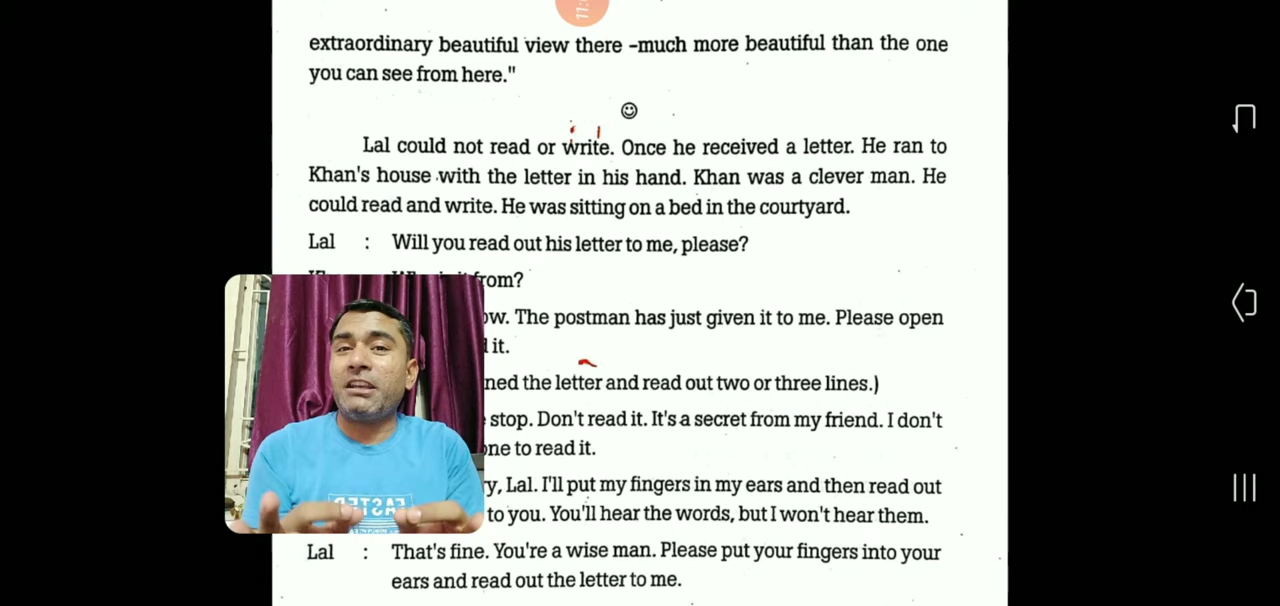 11:
extraordinary beautiful view there -much more beautiful than the one
you can see from here."
Lal could not read or write. Once he received a letter. He ran to
Khan's house with the letter in his hand. Khan was a clever man. He
could read and write. He was sitting on a bed in the courtyard.
Lal : Will you read out his letter to me, please?
from?
The postman has just given it to me. Please open
it.
the letter and read out two or three lines.)
stop. Don't read it. It's a secret from my friend. I don't
to read it.
Lal. I'll put my fingers in my ears and then read out
to you. You'll hear the words, but I won't hear them.
Lal : That's fine. You're a wise man. Please put your fingers into your
ears and read out the letter to me.